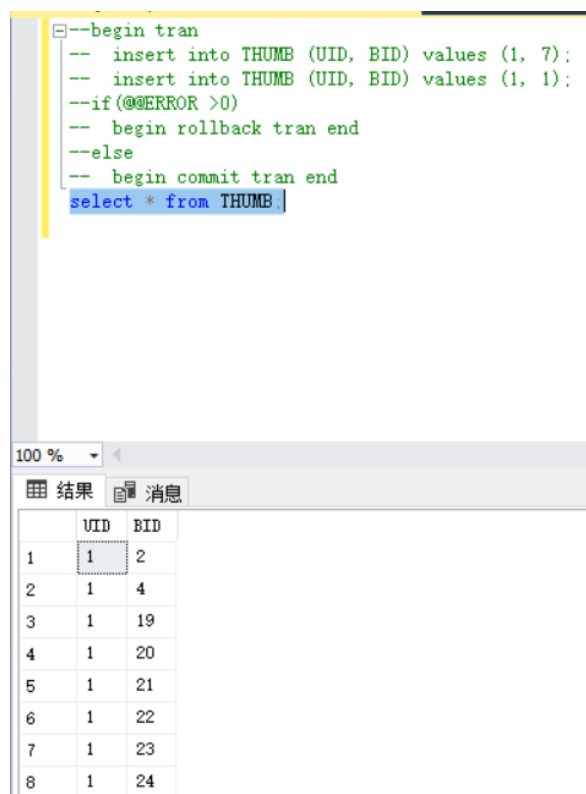 --begin tran
--  insert into THUMB (UID, BID) values (1, 7);
--  insert into THUMB (UID, BID) values (1, 1);
--if(@@ERROR >0)
--  begin rollback tran end
--else
--  begin commit tran end
select * from THUMB;
100 %
结果 消息
UID BID
1 1 2
2 1 4
3 1 19
4 1 20
5 1 21
6 1 22
7 1 23
8 1 24